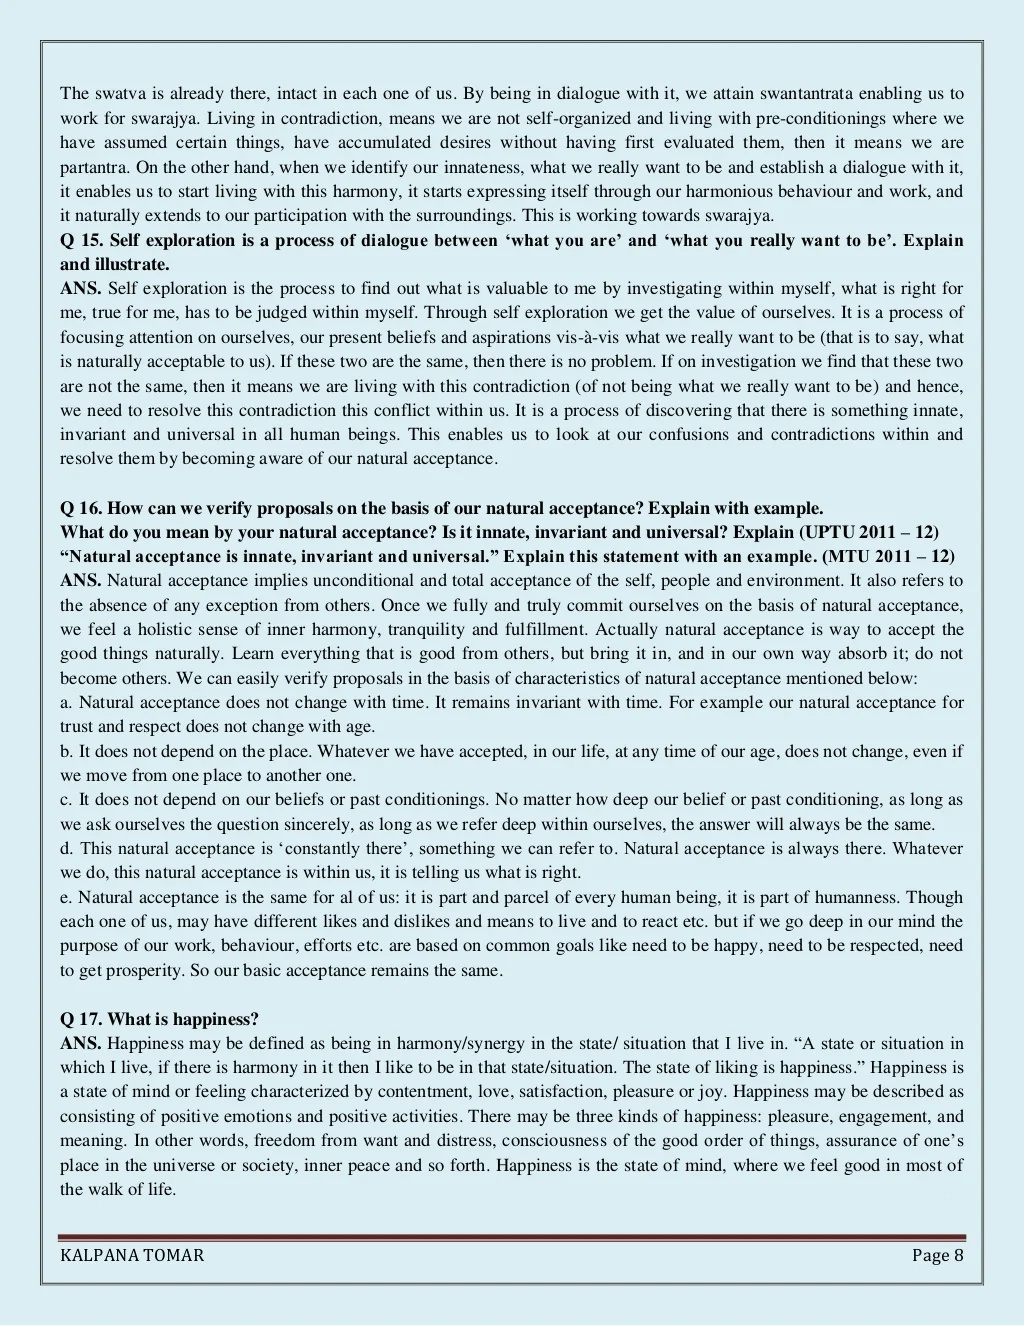 The swatva is already there, intact in each one of us. By being in dialogue with it, we attain swantantrata enabling us to
work for swarajya. Living in contradiction, means we are not self-organized and living with pre-conditionings where we
have assumed certain things, have accumulated desires without having first evaluated them, then it means we are
partantra. On the other hand, when we identify our innateness, what we really want to be and establish a dialogue with it,
it enables us to start living with this harmony, it starts expressing itself through our harmonious behaviour and work, and
it naturally extends to our participation with the surroundings. This is working towards swarajya.
Q 15. Self exploration is a process of dialogue between ‘what you are’ and ‘what you really want to be’. Explain
and illustrate.
ANS. Self exploration is the process to find out what is valuable to me by investigating within myself, what is right for
me, true for me, has to be judged within myself. Through self exploration we get the value of ourselves. It is a process of
focusing attention on ourselves, our present beliefs and aspirations vis-à-vis what we really want to be (that is to say, what
is naturally acceptable to us). If these two are the same, then there is no problem. If on investigation we find that these two
are not the same, then it means we are living with this contradiction (of not being what we really want to be) and hence,
we need to resolve this contradiction this conflict within us. It is a process of discovering that there is something innate,
invariant and universal in all human beings. This enables us to look at our confusions and contradictions within and
resolve them by becoming aware of our natural acceptance.
Q 16. How can we verify proposals on the basis of our natural acceptance? Explain with example.
What do you mean by your natural acceptance? Is it innate, invariant and universal? Explain (UPTU 2011 – 12)
“Natural acceptance is innate, invariant and universal.” Explain this statement with an example. (MTU 2011 – 12)
ANS. Natural acceptance implies unconditional and total acceptance of the self, people and environment. It also refers to
the absence of any exception from others. Once we fully and truly commit ourselves on the basis of natural acceptance,
we feel a holistic sense of inner harmony, tranquility and fulfillment. Actually natural acceptance is way to accept the
good things naturally. Learn everything that is good from others, but bring it in, and in our own way absorb it; do not
become others. We can easily verify proposals in the basis of characteristics of natural acceptance mentioned below:
a. Natural acceptance does not change with time. It remains invariant with time. For example our natural acceptance for
trust and respect does not change with age.
b. It does not depend on the place. Whatever we have accepted, in our life, at any time of our age, does not change, even if
we move from one place to another one.
c. It does not depend on our beliefs or past conditionings. No matter how deep our belief or past conditioning, as long as
we ask ourselves the question sincerely, as long as we refer deep within ourselves, the answer will always be the same.
d. This natural acceptance is ‘constantly there’, something we can refer to. Natural acceptance is always there. Whatever
we do, this natural acceptance is within us, it is telling us what is right.
e. Natural acceptance is the same for al of us: it is part and parcel of every human being, it is part of humanness. Though
each one of us, may have different likes and dislikes and means to live and to react etc. but if we go deep in our mind the
purpose of our work, behaviour, efforts etc. are based on common goals like need to be happy, need to be respected, need
to get prosperity. So our basic acceptance remains the same.
Q 17. What is happiness?
ANS. Happiness may be defined as being in harmony/synergy in the state/ situation that I live in. “A state or situation in
which I live, if there is harmony in it then I like to be in that state/situation. The state of liking is happiness.” Happiness is
a state of mind or feeling characterized by contentment, love, satisfaction, pleasure or joy. Happiness may be described as
consisting of positive emotions and positive activities. There may be three kinds of happiness: pleasure, engagement, and
meaning. In other words, freedom from want and distress, consciousness of the good order of things, assurance of one’s
place in the universe or society, inner peace and so forth. Happiness is the state of mind, where we feel good in most of
the walk of life.
KALPANA TOMAR Page 8